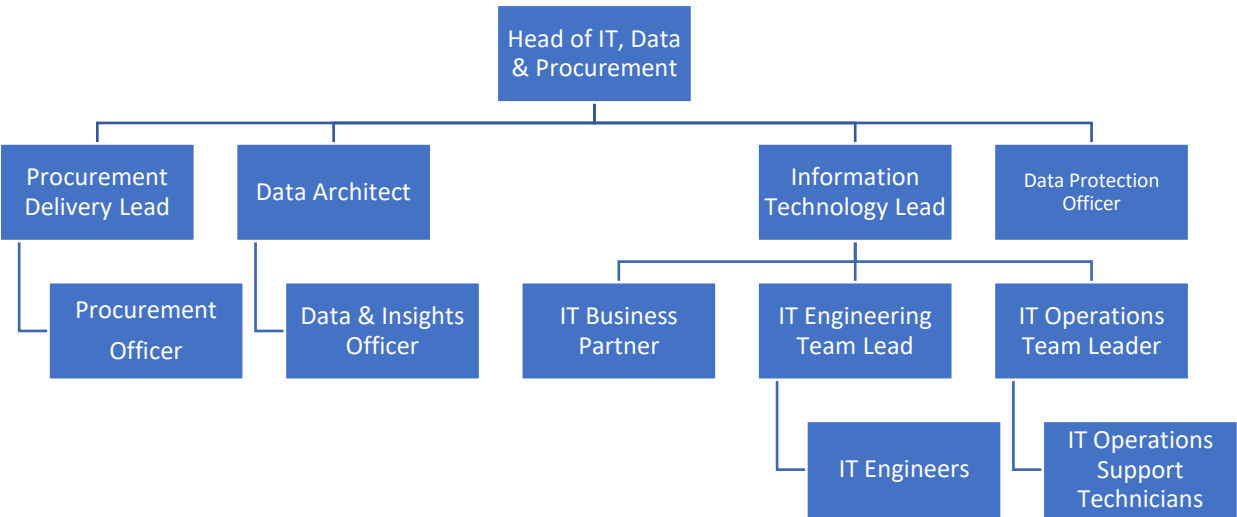 Head of IT, Data
& Procurement
Procurement
Delivery Lead
Data Architect
Information
Technology Lead
Data Protection
Officer
Procurement
Officer
Data & Insights
Officer
IT Business
Partner
IT Engineering
Team Lead
IT Operations
Team Leader
IT Engineers
IT Operations
Support
Technicians